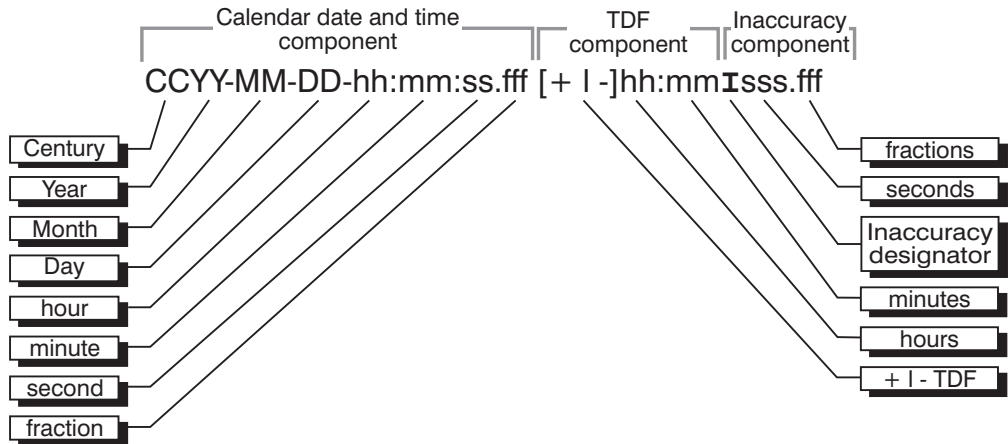 Calendar date and time
component
TDF
component
Inaccuracy
component
CCYY-MM-DD-hh:mm:ss.fff [+ I -]hh:mmIsss.fff
Century
Year
Month
Day
hour
minute
second
fraction
fractions
seconds
Inaccuracy
designator
minutes
hours
+ I - TDF